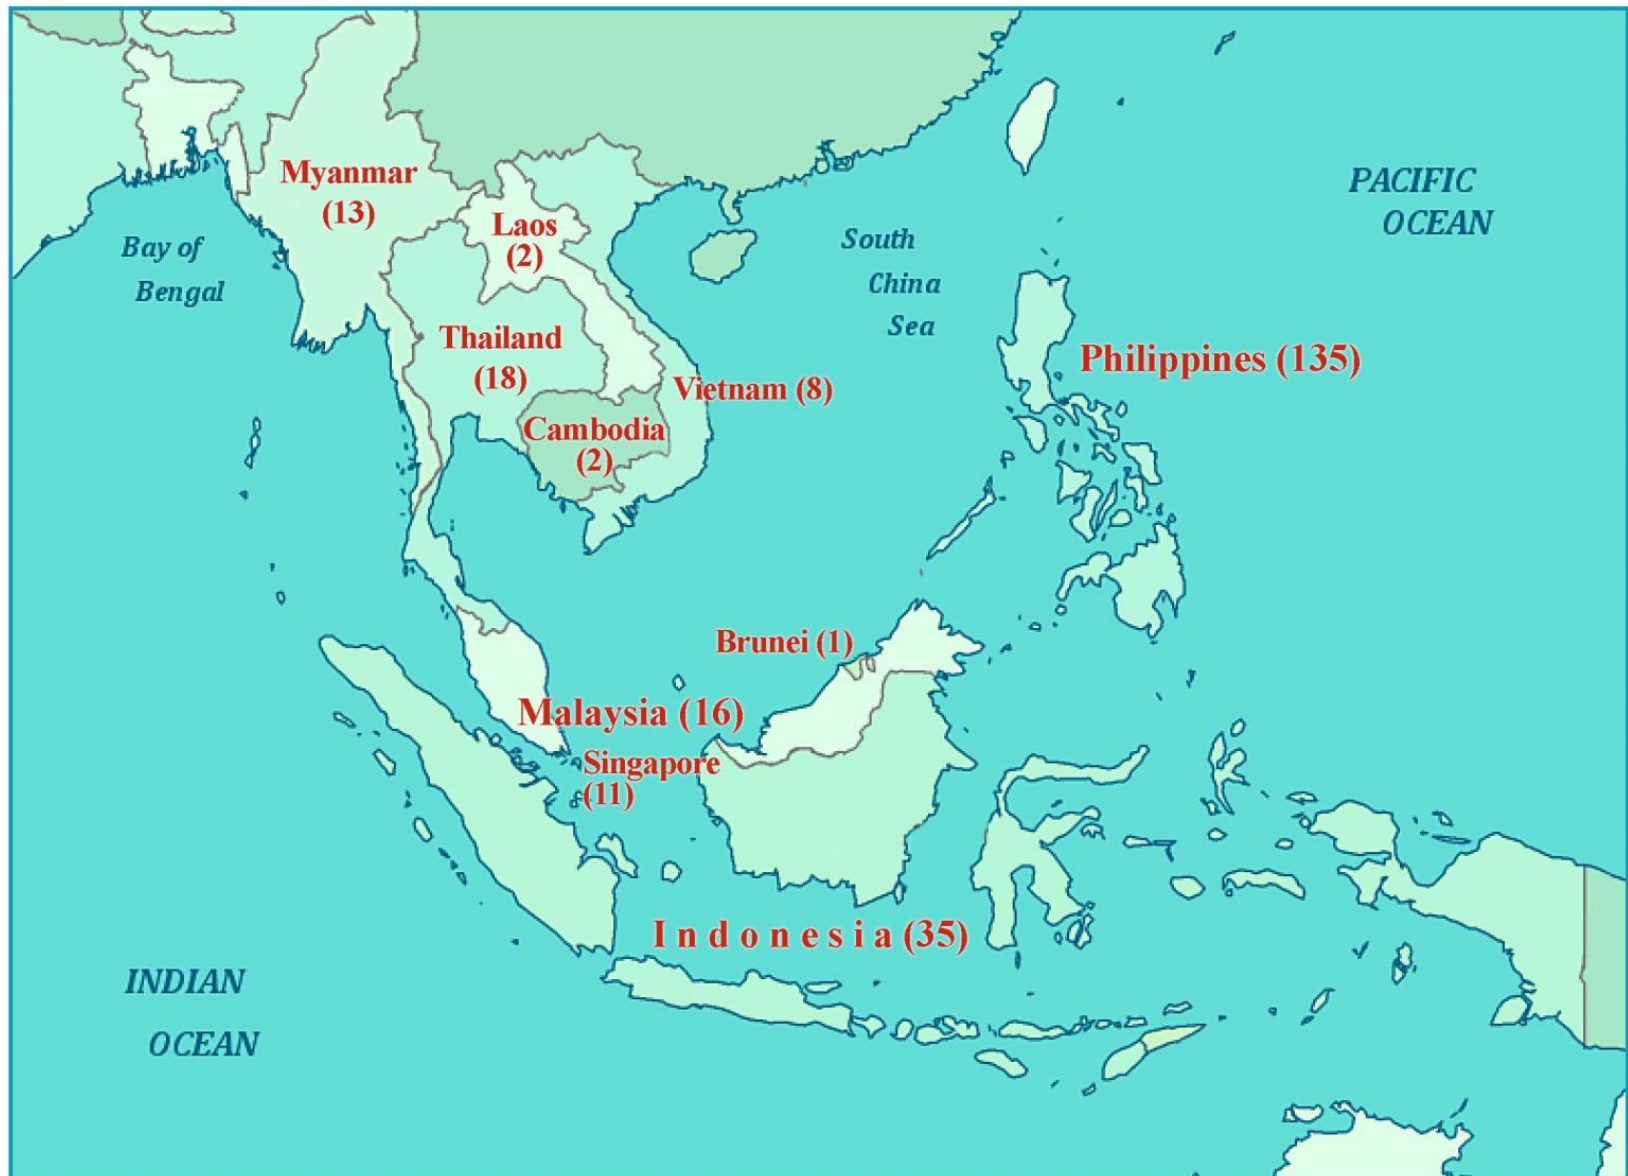 Myanmar
(13)
Laos
(2)
Bay of
Bengal
South
China
Sea
PACIFIC
OCEAN
Thailand
(18)
Vietnam (8)
Philippines (135)
Cambodia
(2)
Brunei (1)
Malaysia (16)
Singapore
(11)
Indonesia (35)
INDIAN
OCEAN